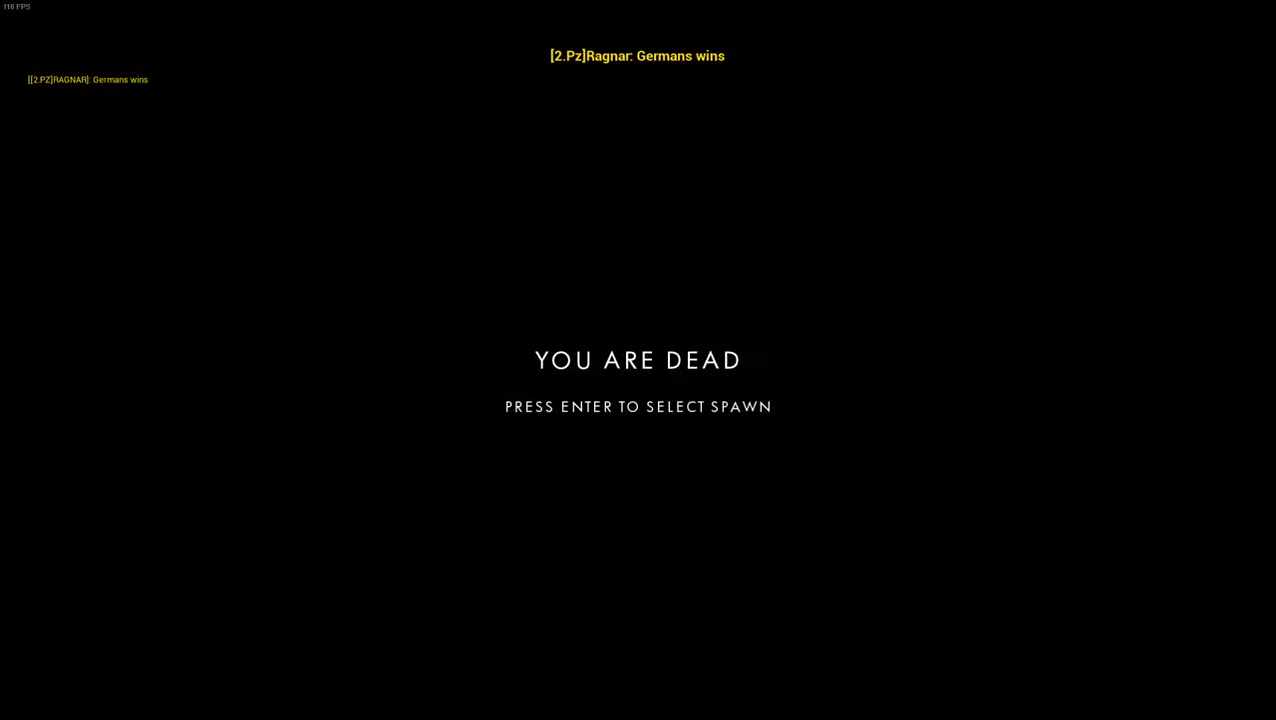 116 FPS
[2.Pz]Ragnar: Germans wins
[[2.PZ]RAGNAR]: Germans wins
YOU ARE DEAD
PRESS ENTER TO SELECT SPAWN